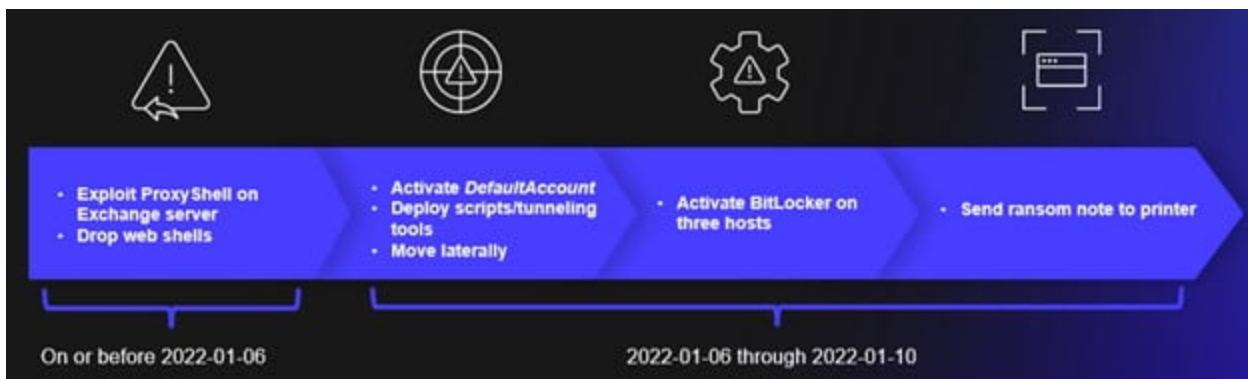 • Exploit ProxyShell on
Exchange server
• Drop web shells
• Activate DefaultAccount
• Deploy scripts/tunneling
tools
• Move laterally
• Activate BitLocker on
three hosts
• Send ransom note to printer
On or before 2022-01-06
2022-01-06 through 2022-01-10